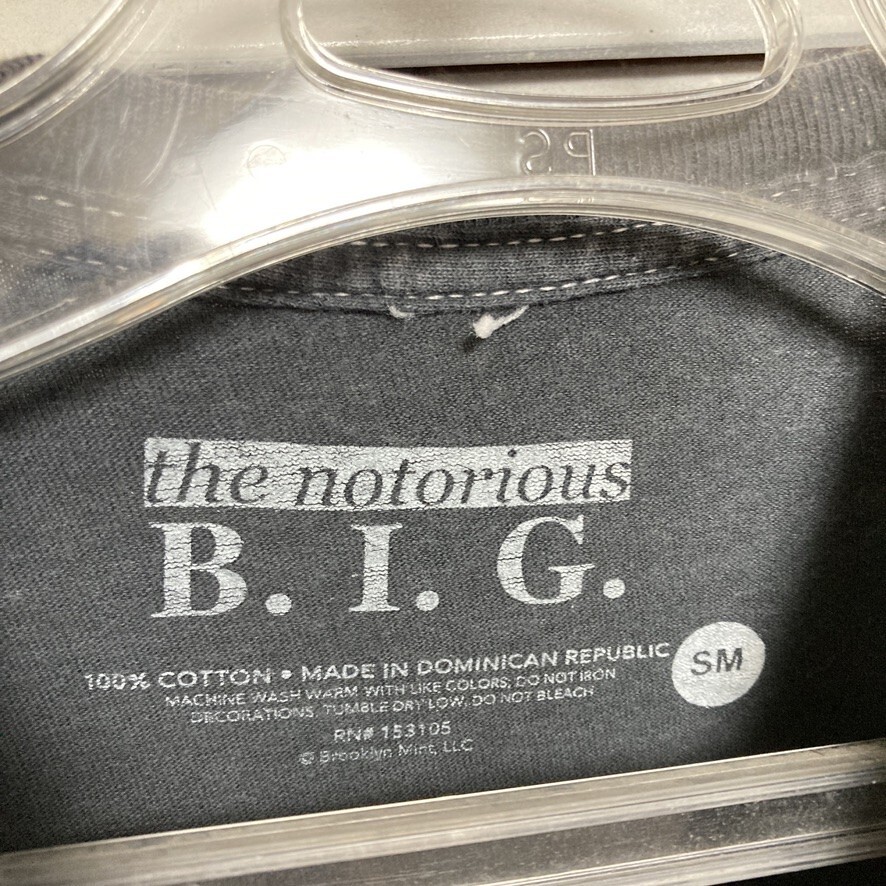 PS
the notorious
B. I. G.
100% COTTON • MADE IN DOMINICAN REPUBLIC
SM
MACHINE WASH WARM WITH LIKE COLORS, DO NOT IRON
DECORATIONS. TUMBLE DRY LOW. DO NOT BLEACH
RN# 153105
© Brooklyn Mint, LLC